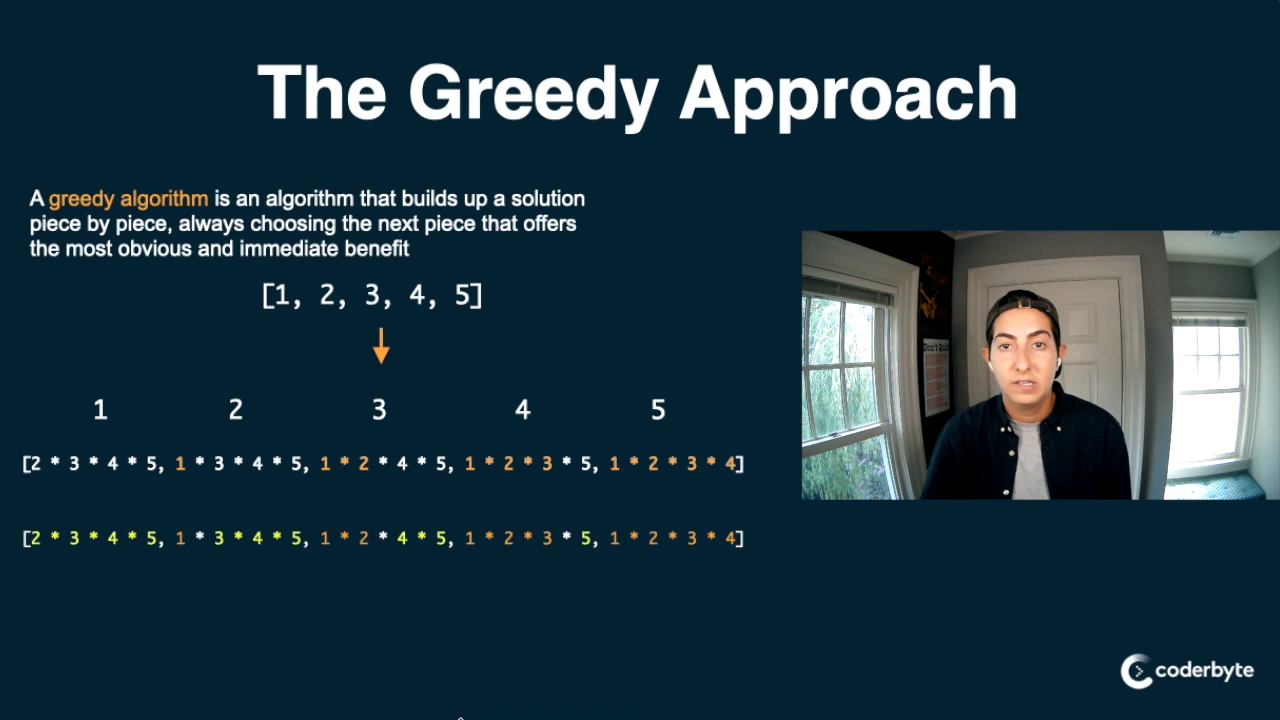 The Greedy Approach
A greedy algorithm is an algorithm that builds up a solution
piece by piece, always choosing the next piece that offers
the most obvious and immediate benefit
[1, 2, 3, 4, 5]
1 2 3 4 5
[2 * 3 * 4 * 5, 1 * 3 * 4 * 5, 1 * 2 * 4 * 5, 1 * 2 * 3 * 5, 1 * 2 * 3 * 4]
[2 * 3 * 4 * 5, 1 * 3 * 4 * 5, 1 * 2 * 4 * 5, 1 * 2 * 3 * 5, 1 * 2 * 3 * 4]
Don't Quit
coderbyte